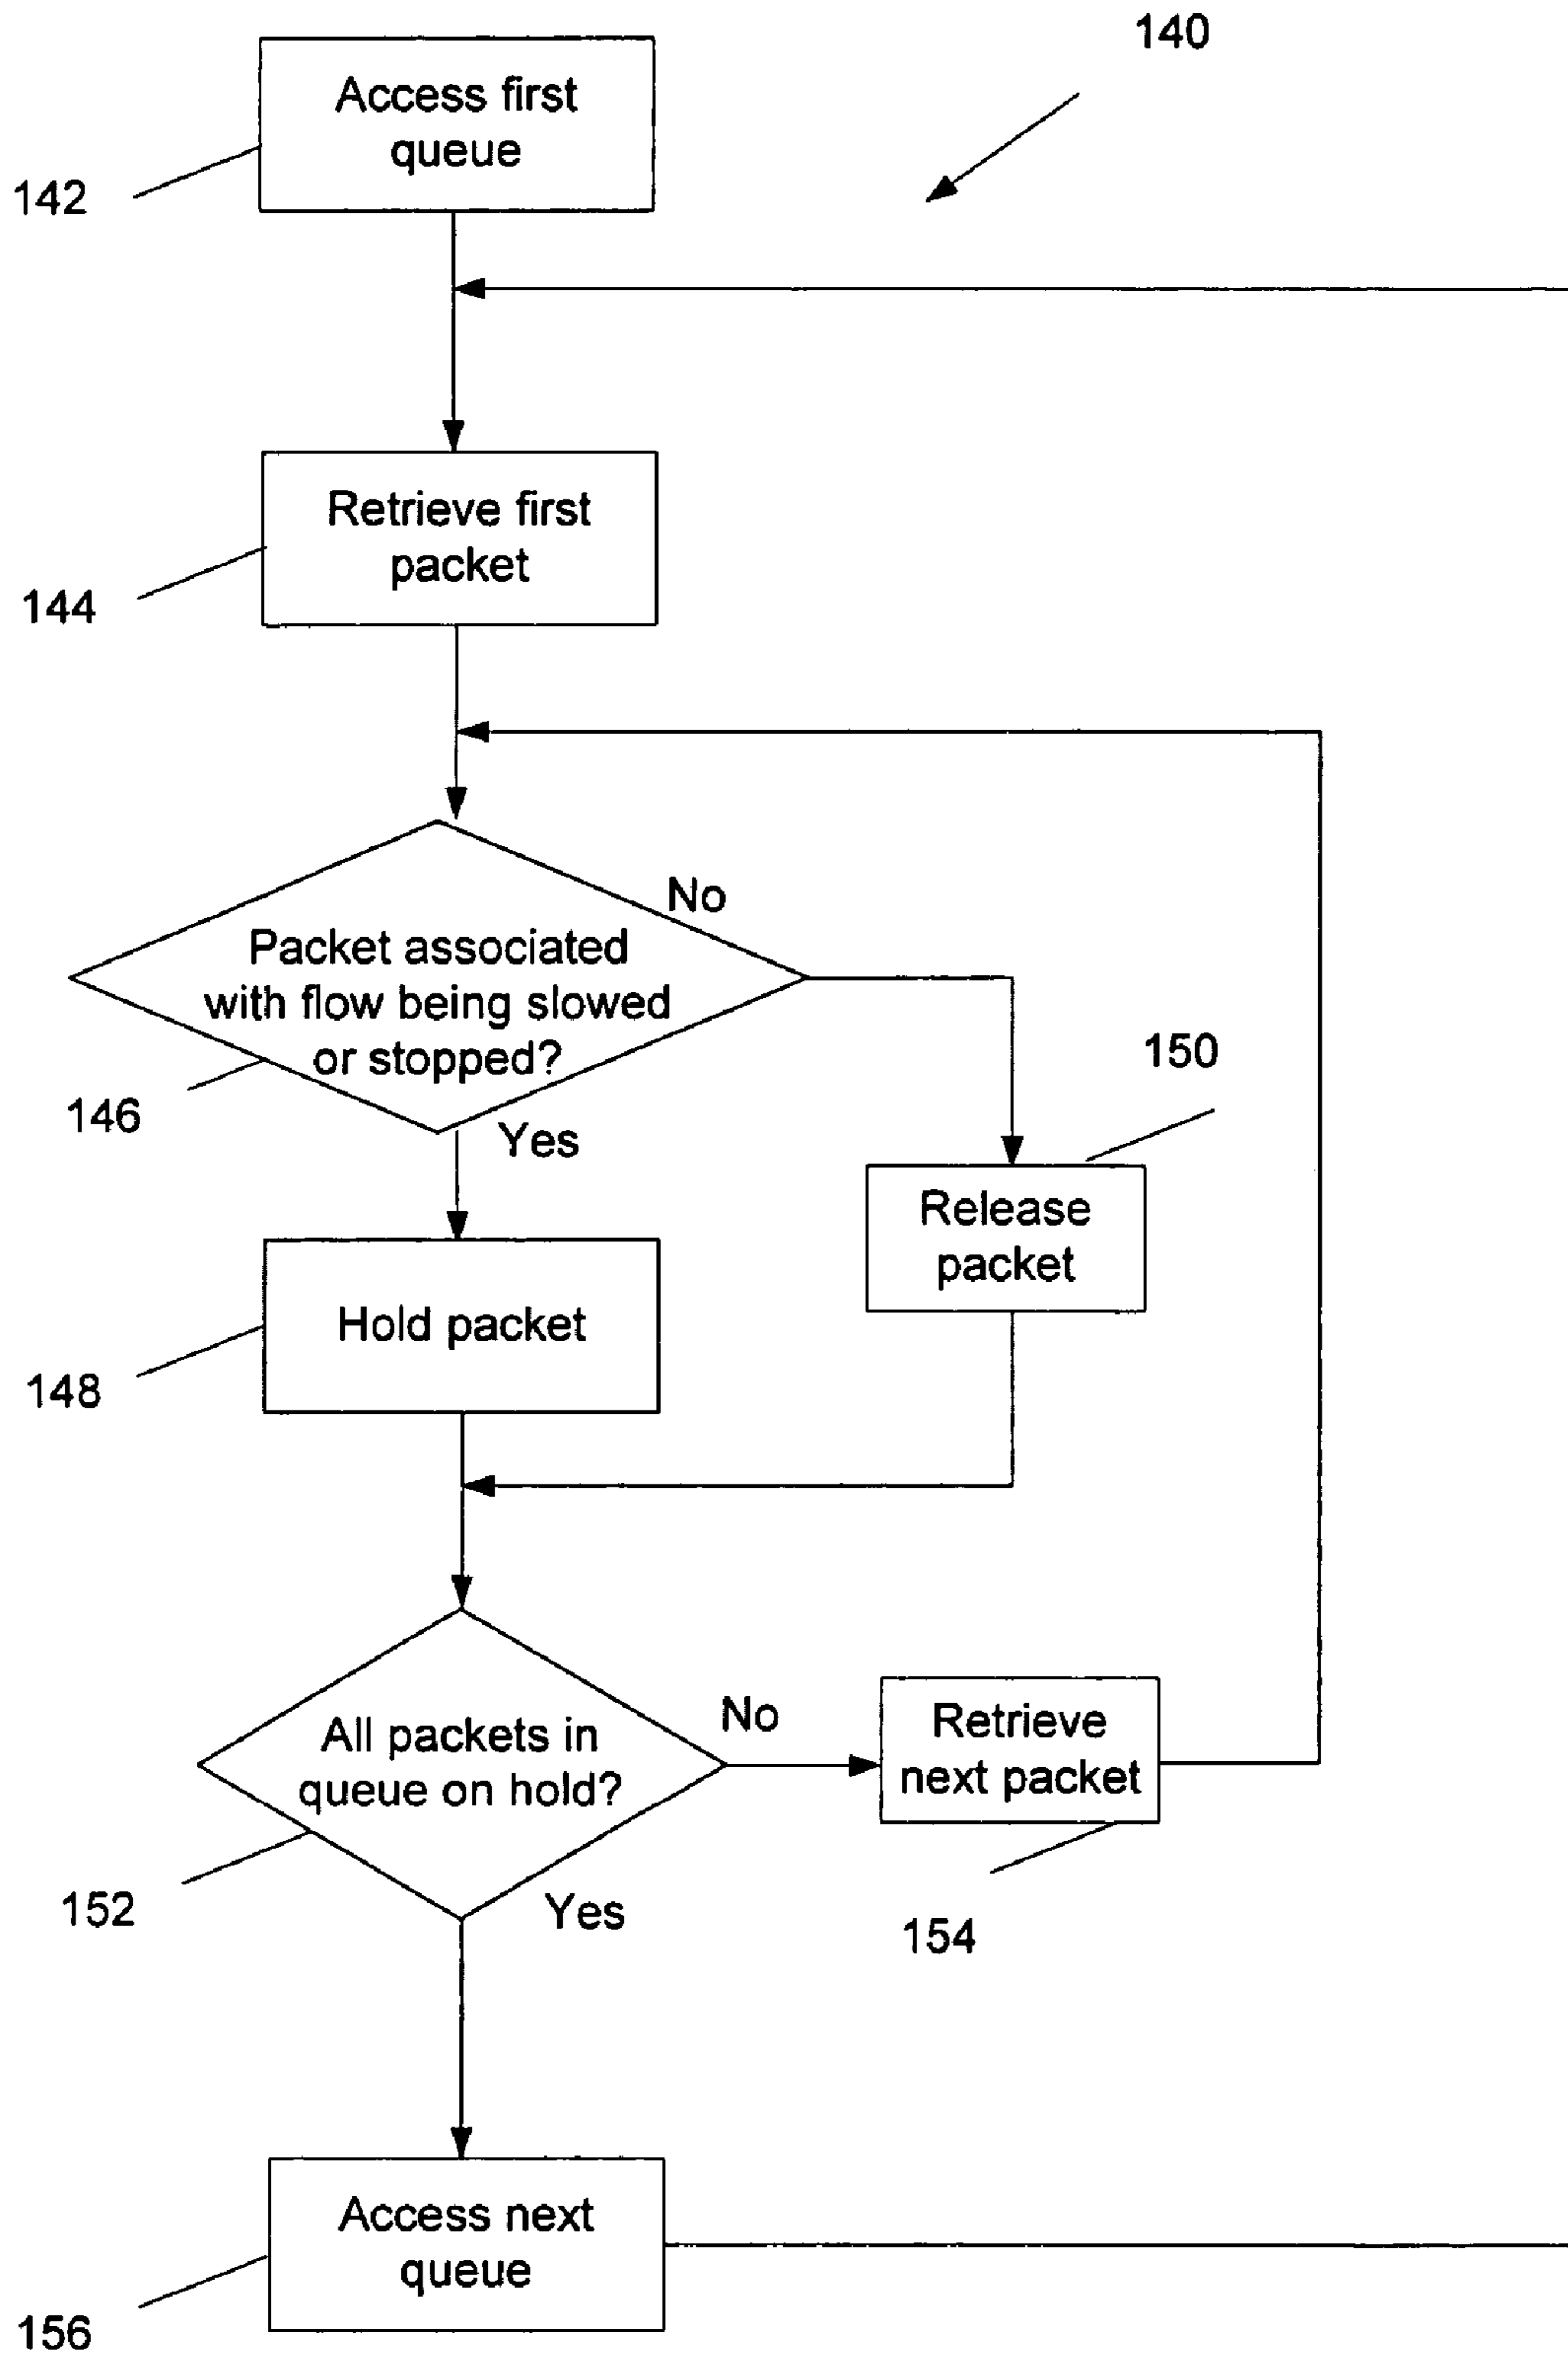 140
Access first
queue
142
Retrieve first
packet
144
No
Packet associated
with flow being slowed
or stopped?
146
Yes
150
Release
packet
Hold packet
148
All packets in
queue on hold?
No
Retrieve
next packet
152
Yes
154
Access next
queue
156